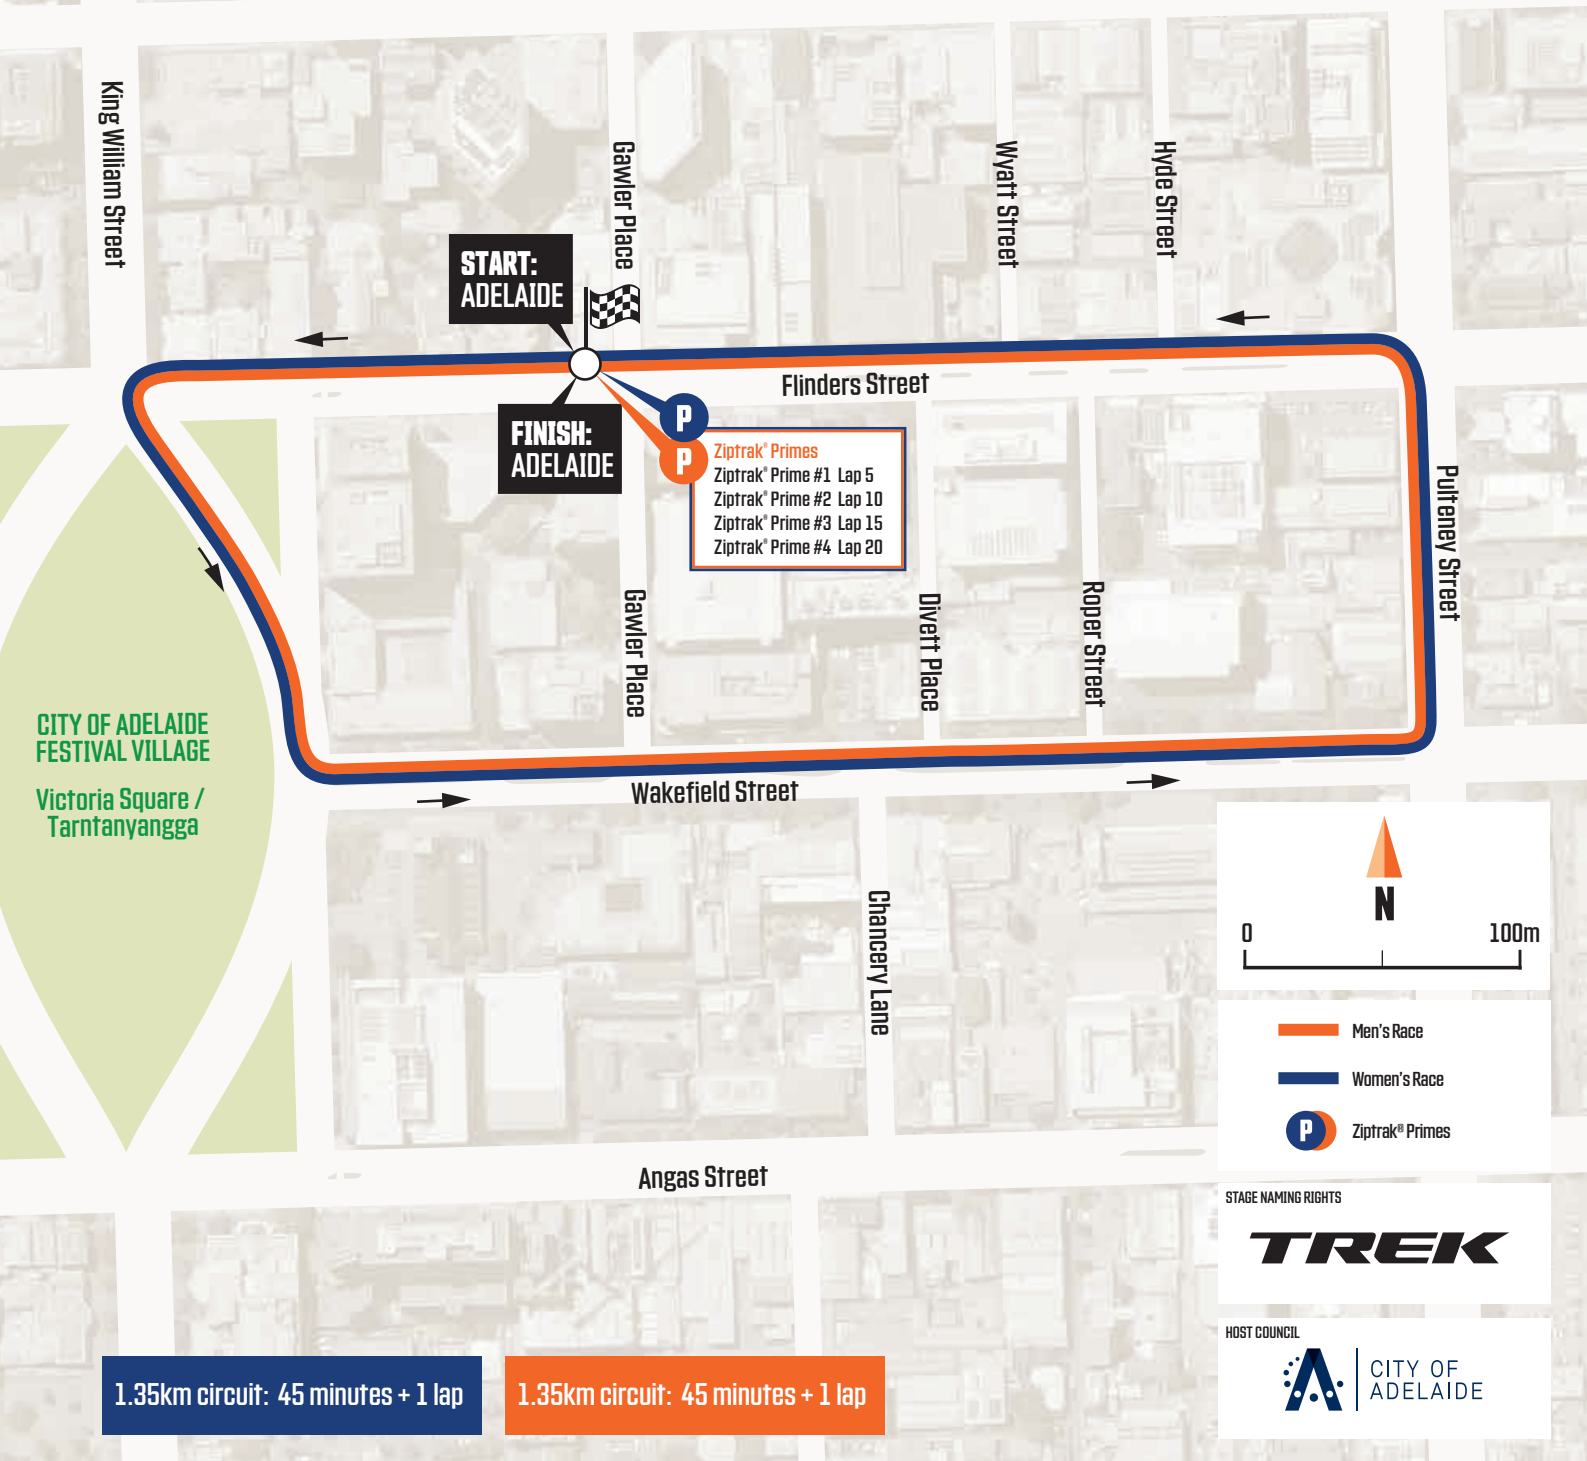 King William Street
Gawler Place
Wyatt Street
Hyde Street
START:
ADELAIDE
Flinders Street
FINISH:
ADELAIDE
P
P
Ziptrak® Primes
Ziptrak® Prime #1 Lap 5
Ziptrak® Prime #2 Lap 10
Ziptrak® Prime #3 Lap 15
Ziptrak® Prime #4 Lap 20
Pulteney Street
Gawler Place
Divett Place
Roper Street
CITY OF ADELAIDE
FESTIVAL VILLAGE
Victoria Square /
Tarntanyangga
Wakefield Street
Chancery Lane
N
0 100m
Men's Race
Women's Race
P Ziptrak® Primes
Angas Street
STAGE NAMING RIGHTS
TREK
HOST COUNCIL
CITY OF
ADELAIDE
1.35km circuit: 45 minutes + 1 lap
1.35km circuit: 45 minutes + 1 lap